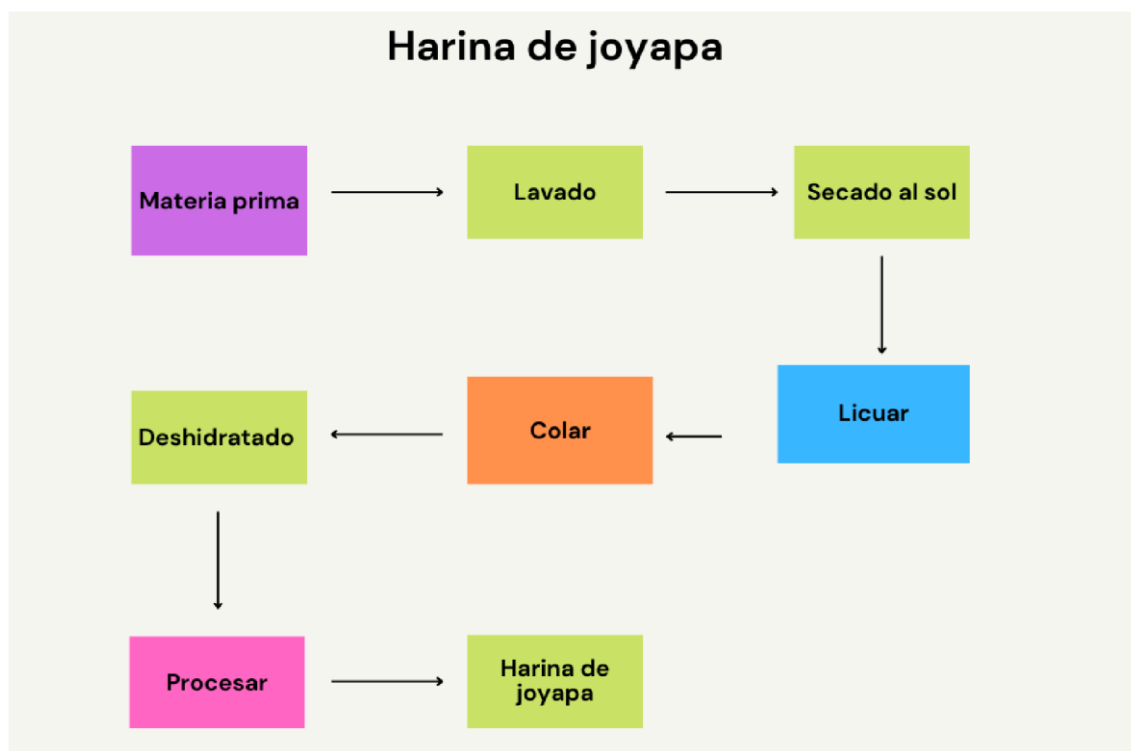 Harina de joyapa
Materia prima
Lavado
Secado al sol
Licuar
Colar
Deshidratado
Procesar
Harina de
joyapa